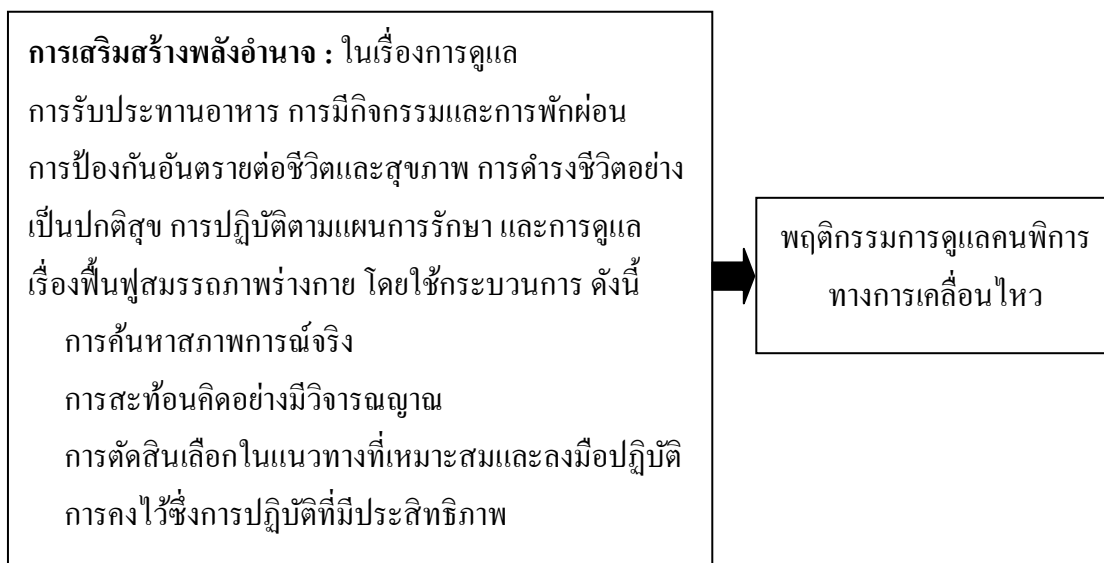 การเสริมสร้างพลังอำนาจ : ในเรื่องการดูแล
การรับประทานอาหาร การมีกิจกรรมและการพักผ่อน
การป้องกันอันตรายต่อชีวิตและสุขภาพ การดำรงชีวิตอย่าง
เป็นปกติสุข การปฏิบัติตามแผนการรักษา และการดูแล
เรื่องฟื้นฟูสมรรถภาพร่างกาย โดยใช้กระบวนการ ดังนี้
การค้นหาสภาพการณ์จริง
การสะท้อนคิดอย่างมีวิจารณญาณ
การตัดสินเลือกในแนวทางที่เหมาะสมและลงมือปฏิบัติ
การคงไว้ซึ่งการปฏิบัติที่มีประสิทธิภาพ
พฤติกรรมการดูแลคนพิการ
ทางการเคลื่อนไหว